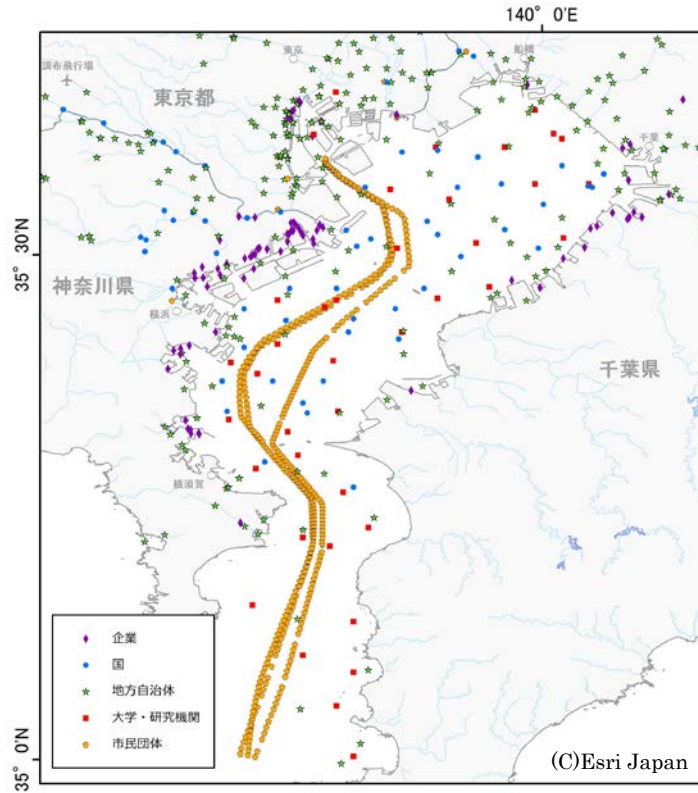 140° 0'E
東京
船橋
調布飛行場
東京都
千葉
35° 30'N
神奈川県
横浜
千葉県
横須賀
企業
国
地方自治体
大学・研究機関
市民団体
35° 0'N
(C)Esri Japan